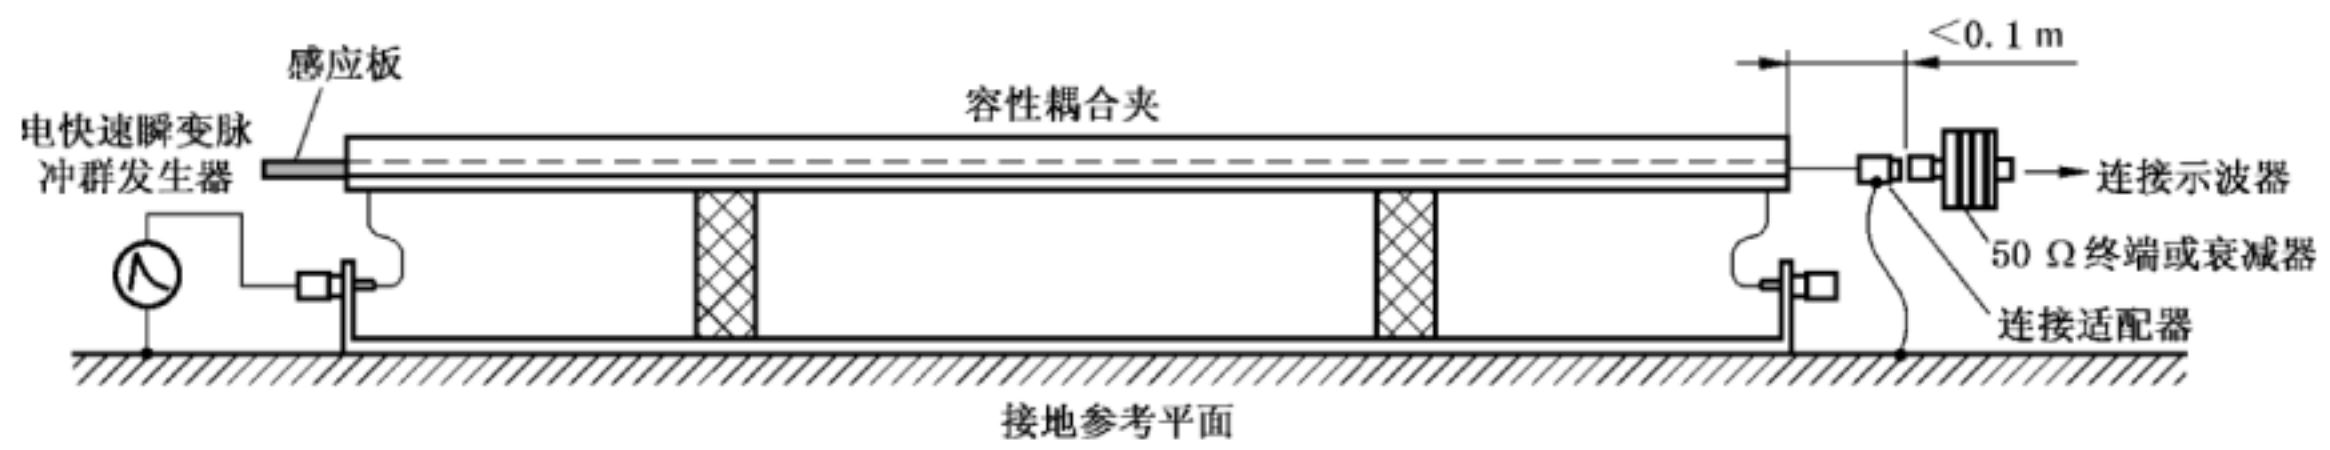 <0.1 m
感应板
容性耦合夹
电快速瞬变脉
冲群发生器
连接示波器
50 Ω终端或衰减器
连接适配器
接地参考平面